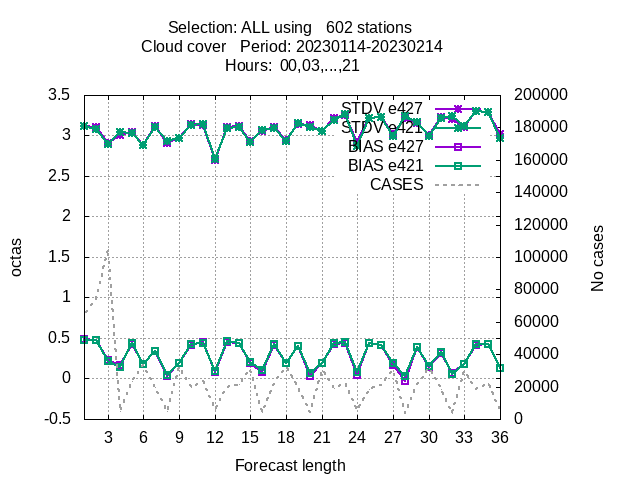 Selection: ALL using   602 stations
Cloud cover   Period: 20230114-20230214
Hours:  00,03,...,21
3.5
3
2.5
2
1.5
1
0.5
0
-0.5
octas
STDV e427
STDV e421
BIAS e427
BIAS e421
CASES
200000
180000
160000
140000
120000
100000
80000
60000
40000
20000
0
No cases
3 6 9 12 15 18 21 24 27 30 33 36
Forecast length